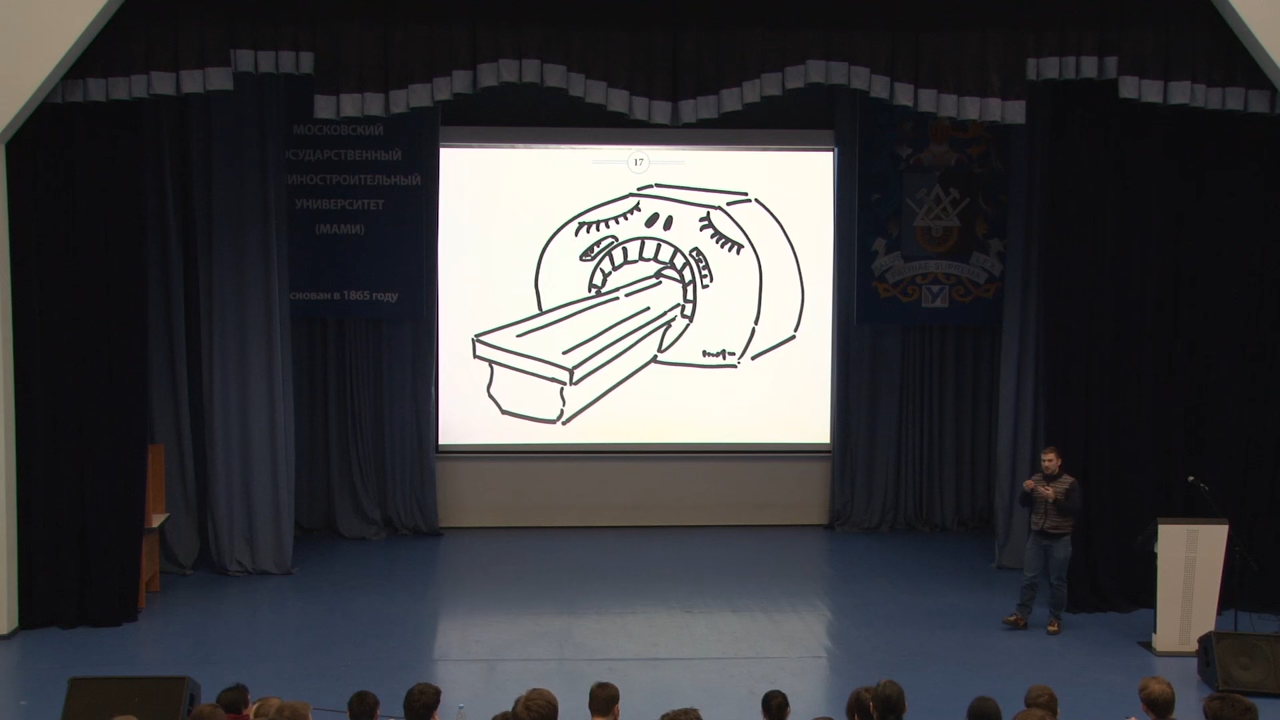 МОСКОВСКИЙ
ОСУДАРСТВЕННЫЙ
ИНОСТРОИТЕЛЬНЫЙ
УНИВЕРСИТЕТ
(МАМИ)
снован в 1865 году
17